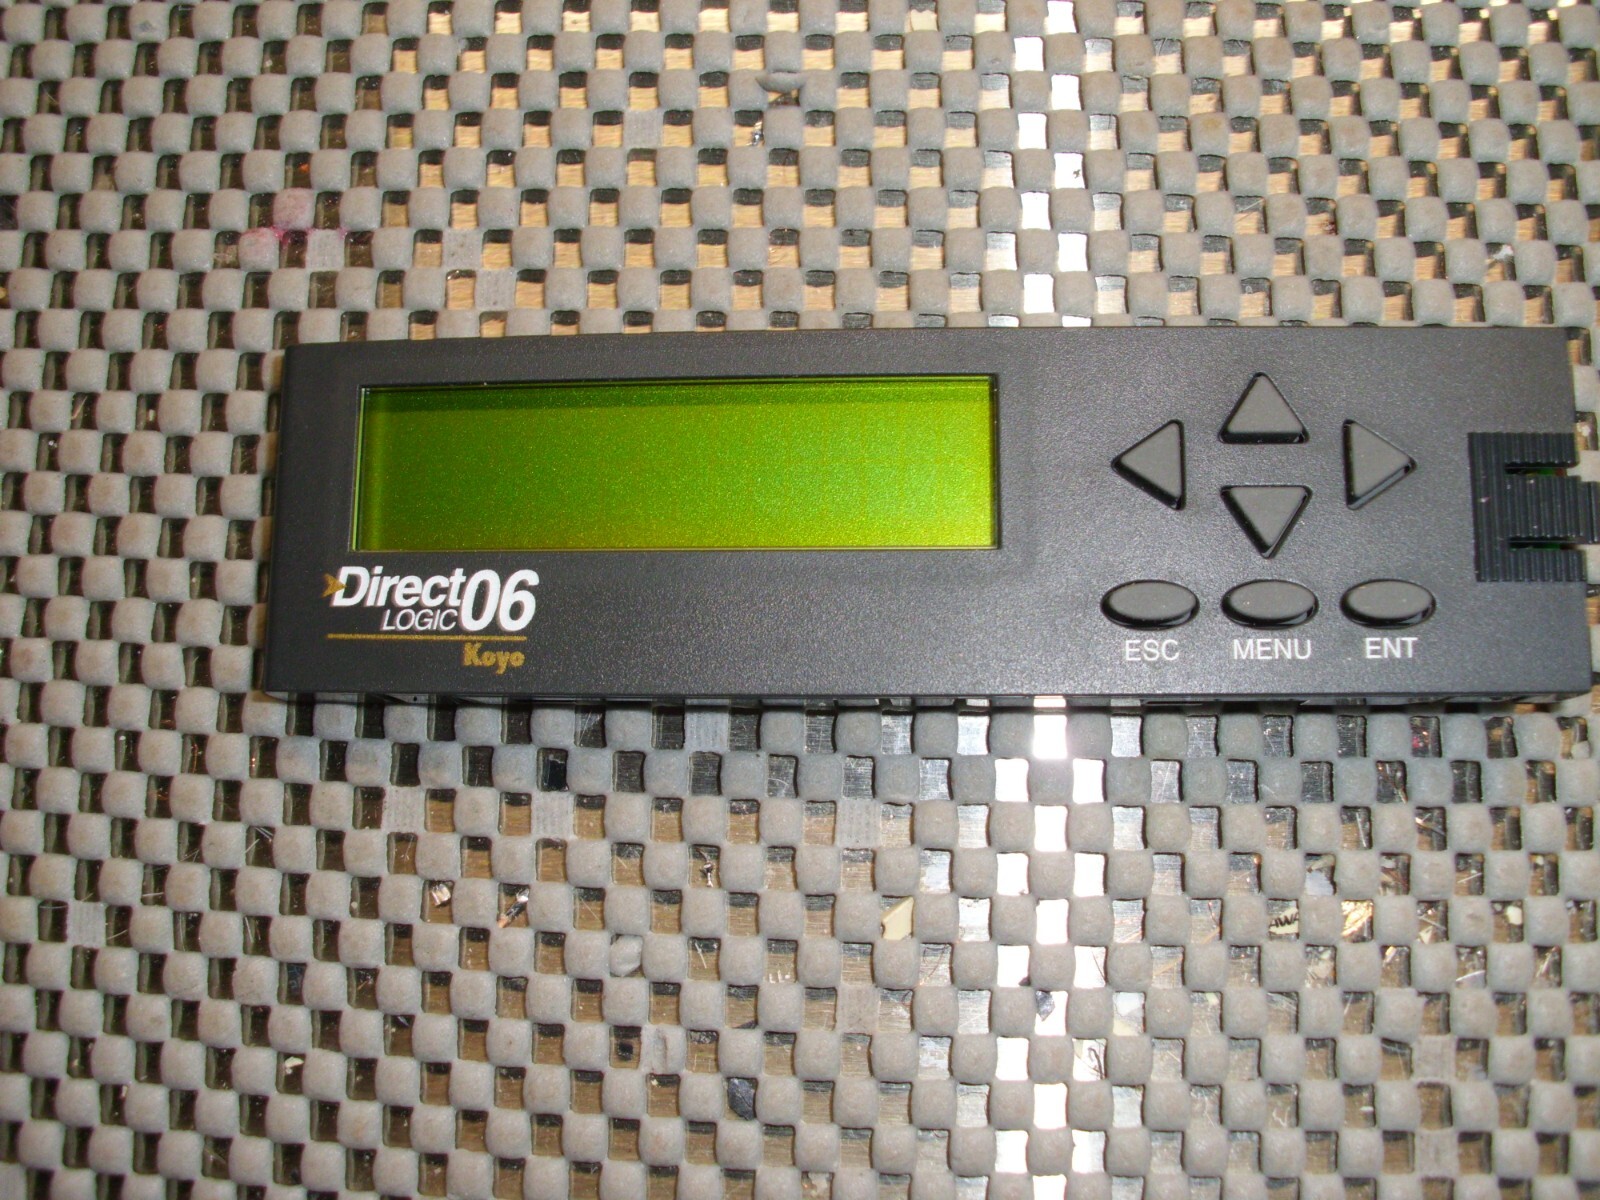 Direct06
LOGIC
Koyo
ESC MENU ENT